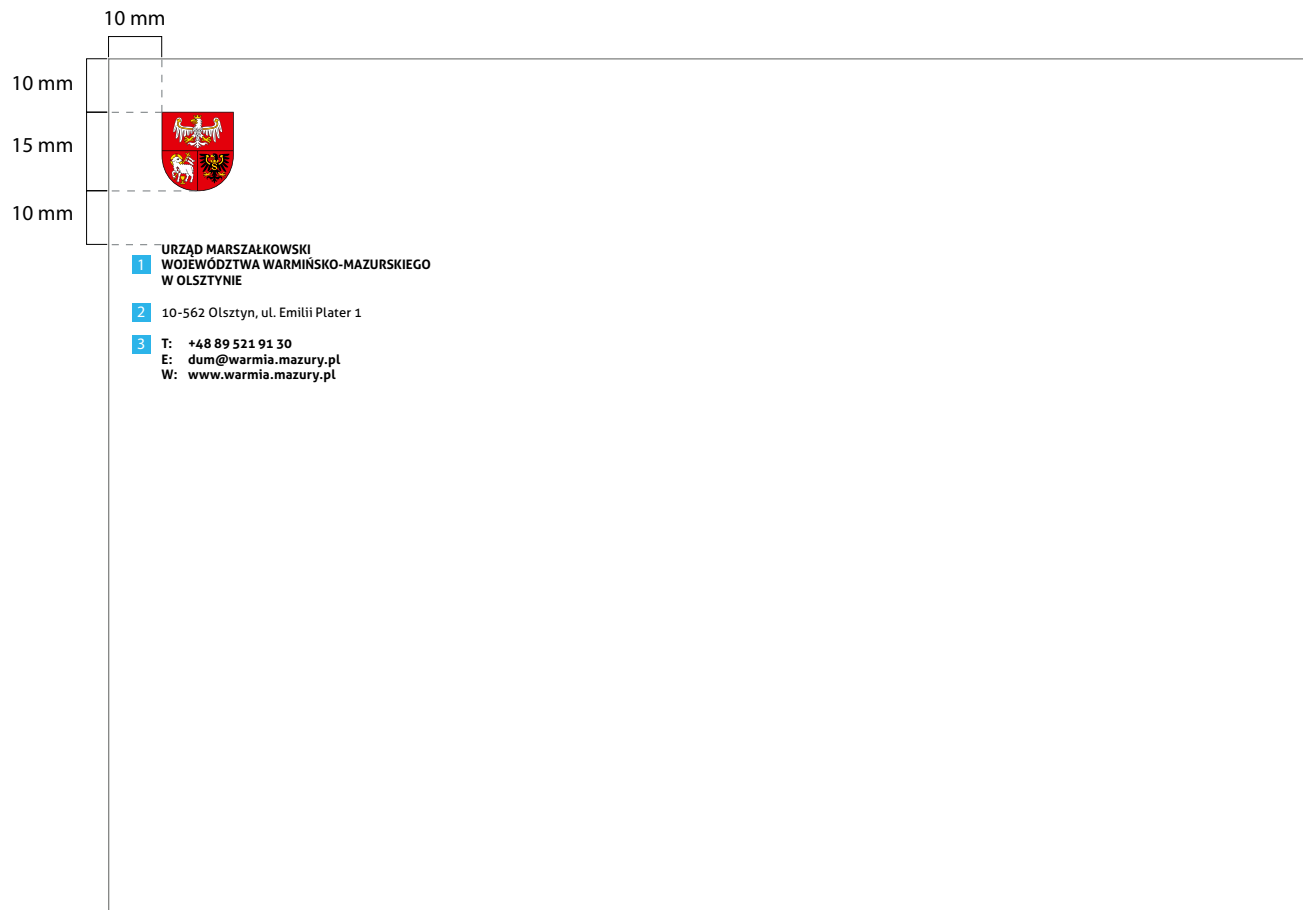 10 mm
10 mm
15 mm
10 mm
URZĄD MARSZAŁKOWSKI
1 WOJEWÓDZTWA WARMIŃSKO-MAZURSKIEGO
W OLSZTYNIE
2 10-562 Olsztyn, ul. Emilii Plater 1
3 T: +48 89 521 91 30
E: dum@warmia.mazury.pl
W: www.warmia.mazury.pl